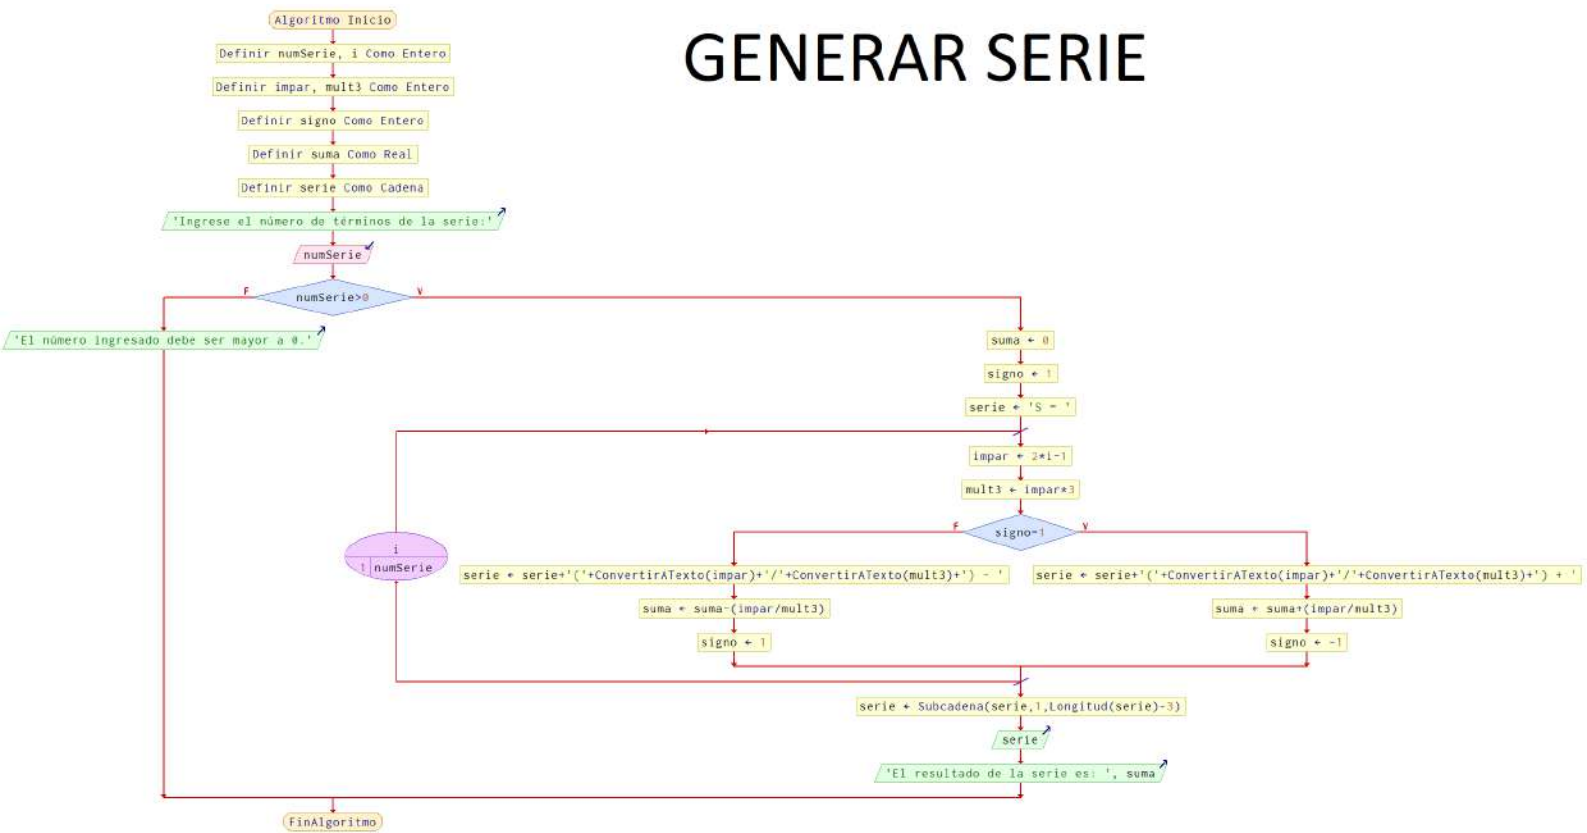 GENERAR SERIE
Algoritmo Inicio
Definir numSerie, i Como Entero
Definir impar, mult3 Como Entero
Definir signo Como Entero
Definir suma Como Real
Definir serie Como Cadena
'Ingrese el número de términos de la serie:'
numSerie
F
numSerie>0
V
'El número ingresado debe ser mayor a 0.'
suma ← 0
signo ← 1
serie ← 'S = '
impar ← 2*i-1
mult3 ← impar*3
F
signo=1
V
i
1 numSerie
serie ← serie+'('+ConvertirATexto(impar)+'/'+ConvertirATexto(mult3)+') - '
serie ← serie+'('+ConvertirATexto(impar)+'/'+ConvertirATexto(mult3)+') + '
suma ← suma-(impar/mult3)
suma ← suma+(impar/mult3)
signo ← 1
signo ← -1
serie ← Subcadena(serie,1,Longitud(serie)-3)
serie
'El resultado de la serie es: ', suma
FinAlgoritmo